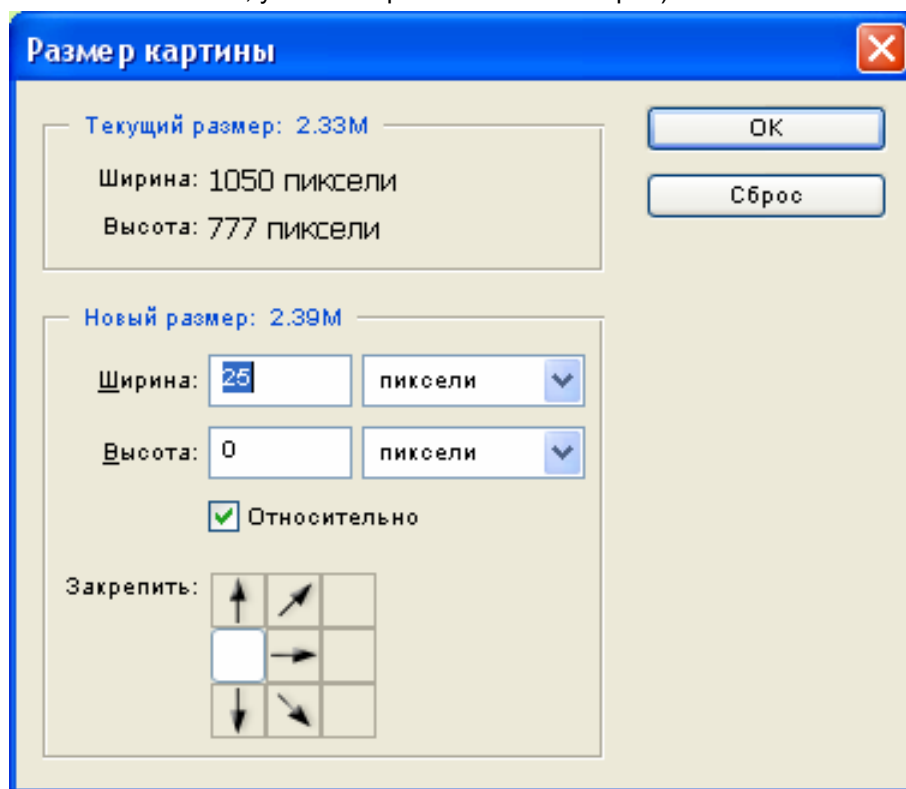 Размер картины
Текущий размер: 2.33M
OK
Ширина: 1050 пиксели
Сброс
Высота: 777 пиксели
Новый размер: 2.39M
Ширина: 25 пиксели
Высота: 0 пиксели
Относительно
Закрепить: